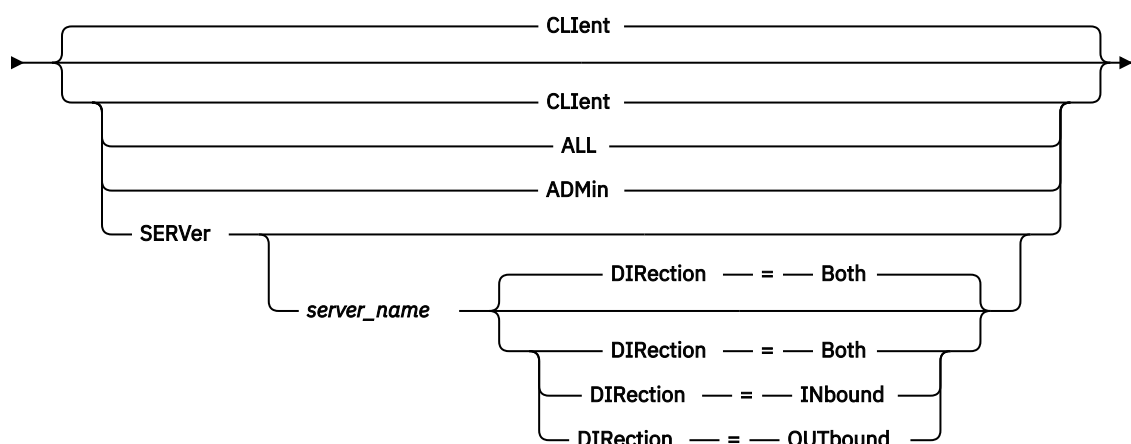 CLIent
CLIent
ALL
ADMin
SERVer
DIRection = Both
server_name
DIRection = Both
DIRection = INbound
DIRection = OUTbound